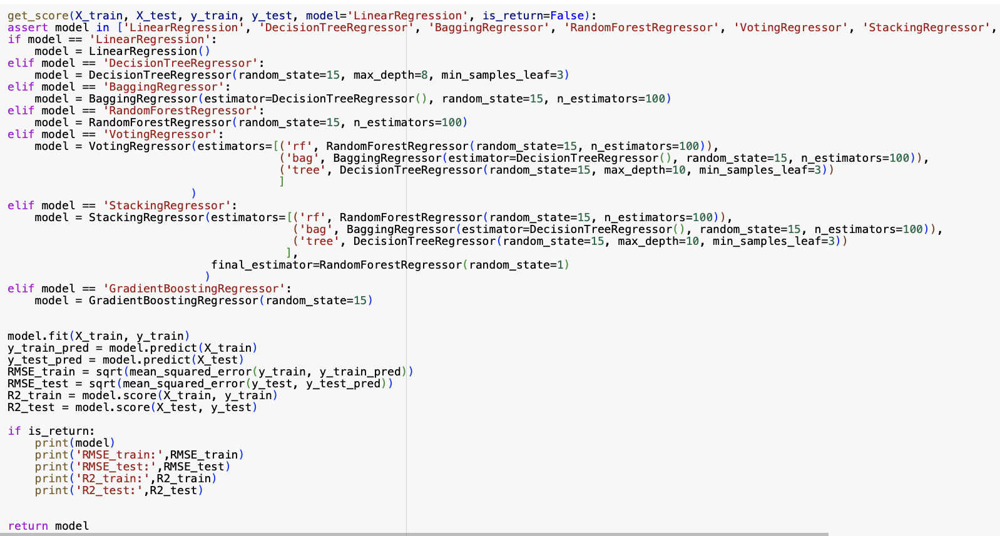 get_score(X_train, X_test, y_train, y_test, model='LinearRegression', is_return=False):
assert model in ['LinearRegression', 'DecisionTreeRegressor', 'BaggingRegressor', 'RandomForestRegressor', 'VotingRegressor', 'StackingRegressor',
if model == 'LinearRegression':
    model = LinearRegression()
elif model == 'DecisionTreeRegressor':
    model = DecisionTreeRegressor(random_state=15, max_depth=8, min_samples_leaf=3)
elif model == 'BaggingRegressor':
    model = BaggingRegressor(estimator=DecisionTreeRegressor(), random_state=15, n_estimators=100)
elif model == 'RandomForestRegressor':
    model = RandomForestRegressor(random_state=15, n_estimators=100)
elif model == 'VotingRegressor':
    model = VotingRegressor(estimators=[('rf', RandomForestRegressor(random_state=15, n_estimators=100)),
                                        ('bag', BaggingRegressor(estimator=DecisionTreeRegressor(), random_state=15, n_estimators=100)),
                                        ('tree', DecisionTreeRegressor(random_state=15, max_depth=10, min_samples_leaf=3))
                                        ]
                           )
elif model == 'StackingRegressor':
    model = StackingRegressor(estimators=[('rf', RandomForestRegressor(random_state=15, n_estimators=100)),
                                          ('bag', BaggingRegressor(estimator=DecisionTreeRegressor(), random_state=15, n_estimators=100)),
                                          ('tree', DecisionTreeRegressor(random_state=15, max_depth=10, min_samples_leaf=3))
                                         ],
                              final_estimator=RandomForestRegressor(random_state=1)
                             )
elif model == 'GradientBoostingRegressor':
    model = GradientBoostingRegressor(random_state=15)
model.fit(X_train, y_train)
y_train_pred = model.predict(X_train)
y_test_pred = model.predict(X_test)
RMSE_train = sqrt(mean_squared_error(y_train, y_train_pred))
RMSE_test = sqrt(mean_squared_error(y_test, y_test_pred))
R2_train = model.score(X_train, y_train)
R2_test = model.score(X_test, y_test)
if is_return:
    print(model)
    print('RMSE_train:',RMSE_train)
    print('RMSE_test:',RMSE_test)
    print('R2_train:',R2_train)
    print('R2_test:',R2_test)
return model